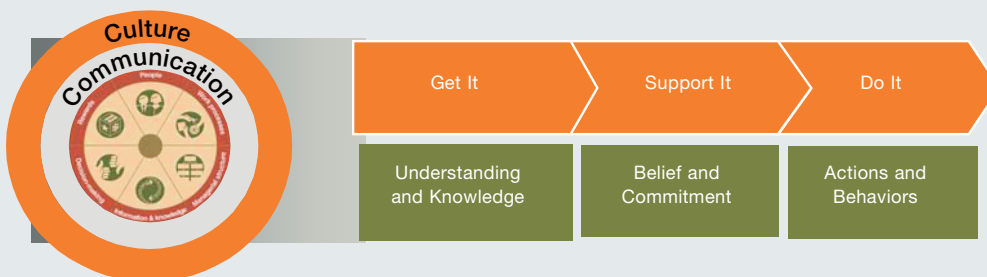 Culture
Communication
People
Work processes
Managerial structure
Information & knowledge
Decision-making
Rewards
Get It
Support It
Do It
Understanding
and Knowledge
Belief and
Commitment
Actions and
Behaviors